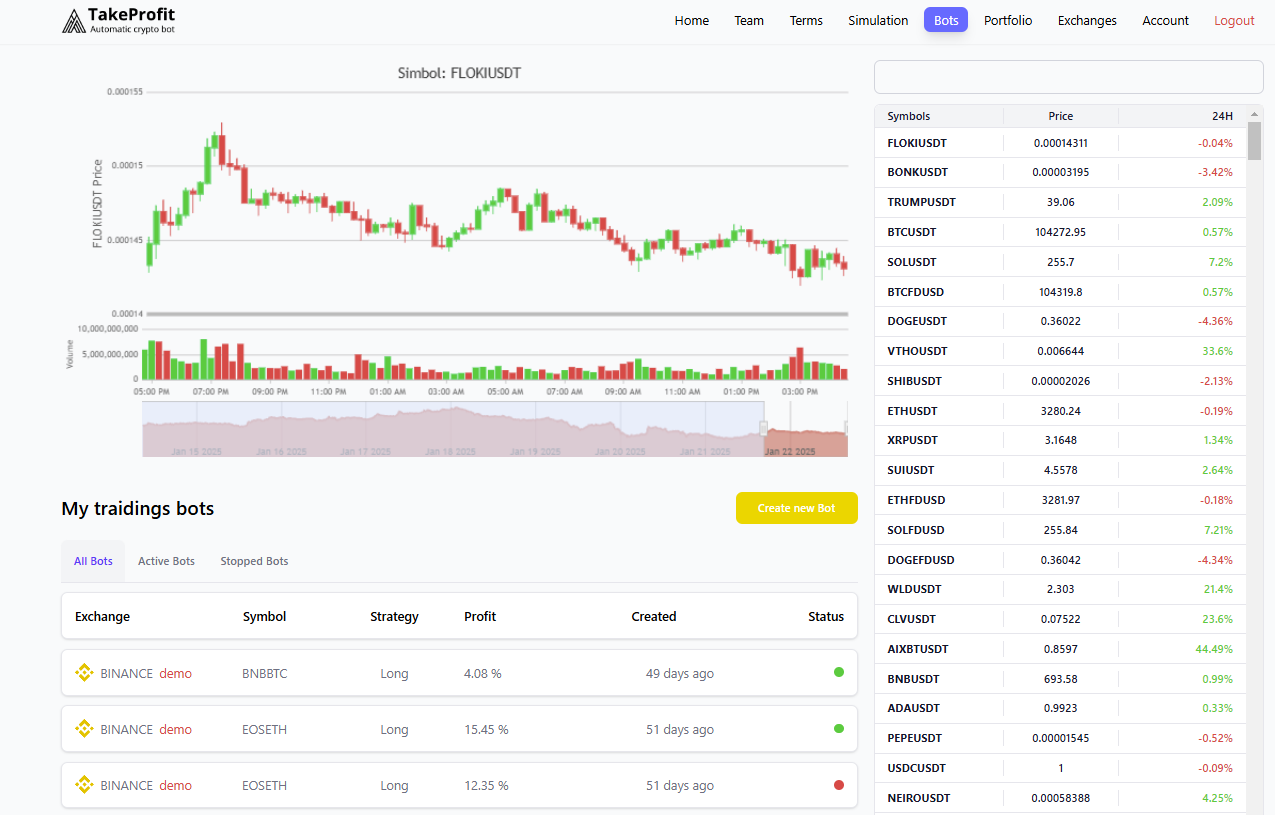 TakeProfit
Automatic crypto bot
Home Team Terms Simulation Bots Portfolio Exchanges Account Logout
Simbol: FLOKIUSDT
0.000155
0.00015
0.000145
0.00014
FLOKIUSDT Price
10,000,000,000
5,000,000,000
0
Volume
05:00 PM 07:00 PM 09:00 PM 11:00 PM 01:00 AM 03:00 AM 05:00 AM 07:00 AM 09:00 AM 11:00 AM 01:00 PM 03:00 PM
Jan 15 2025 Jan 16 2025 Jan 17 2025 Jan 18 2025 Jan 19 2025 Jan 20 2025 Jan 21 2025 Jan 22 2025
My traidings bots
Create new Bot
All Bots Active Bots Stopped Bots
Exchange Symbol Strategy Profit Created Status
BINANCE demo BNBBTC Long 4.08 % 49 days ago
BINANCE demo EOSETH Long 15.45 % 51 days ago
BINANCE demo EOSETH Long 12.35 % 51 days ago
Symbols Price 24H
FLOKIUSDT 0.00014311 -0.04%
BONKUSDT 0.00003195 -3.42%
TRUMPUSDT 39.06 2.09%
BTCUSDT 104272.95 0.57%
SOLUSDT 255.7 7.2%
BTCFDUSD 104319.8 0.57%
DOGEUSDT 0.36022 -4.36%
VTHOUSDT 0.006644 33.6%
SHIBUSDT 0.00002026 -2.13%
ETHUSDT 3280.24 -0.19%
XRPUSDT 3.1648 1.34%
SUIUSDT 4.5578 2.64%
ETHFDUSD 3281.97 -0.18%
SOLFDUSD 255.84 7.21%
DOGEFDUSD 0.36042 -4.34%
WLDUSDT 2.303 21.4%
CLVUSDT 0.07522 23.6%
AIXBTUSDT 0.8597 44.49%
BNBUSDT 693.58 0.99%
ADAUSDT 0.9923 0.33%
PEPEUSDT 0.00001545 -0.52%
USDCUSDT 1 -0.09%
NEIROUSDT 0.00058388 4.25%